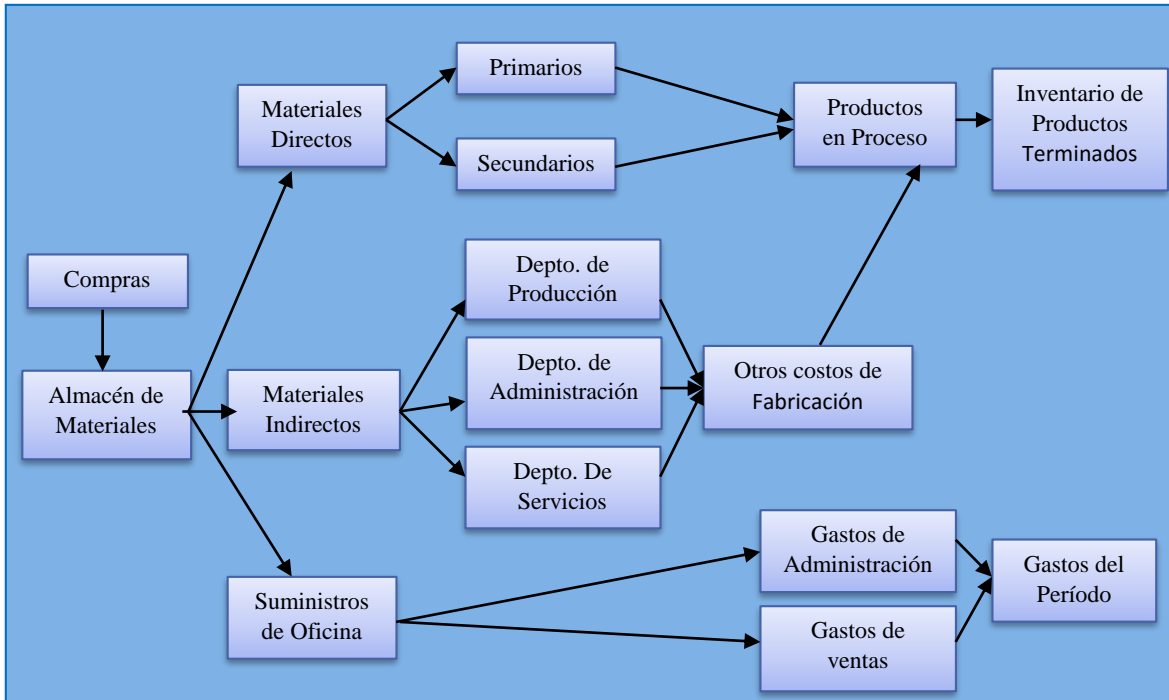 Primarios
Materiales
Directos
Secundarios
Productos
en Proceso
Inventario de
Productos
Terminados
Compras
Almacén de
Materiales
Materiales
Indirectos
Depto. de
Producción
Depto. de
Administración
Depto. De
Servicios
Otros costos de
Fabricación
Suministros
de Oficina
Gastos de
Administración
Gastos de
ventas
Gastos del
Período